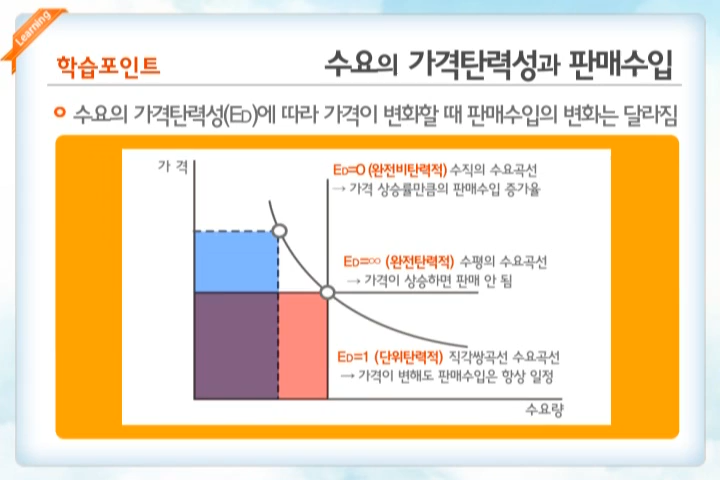 Learning
학습포인트
수요의 가격탄력성과 판매수입
수요의 가격탄력성(ED)에 따라 가격이 변화할 때 판매수입의 변화는 달라짐
가 격
ED=0 (완전비탄력적) 수직의 수요곡선
→ 가격 상승률만큼의 판매수입 증가율
ED=∞ (완전탄력적) 수평의 수요곡선
→ 가격이 상승하면 판매 안 됨
ED=1 (단위탄력적) 직각쌍곡선 수요곡선
→ 가격이 변해도 판매수입은 항상 일정
수요량